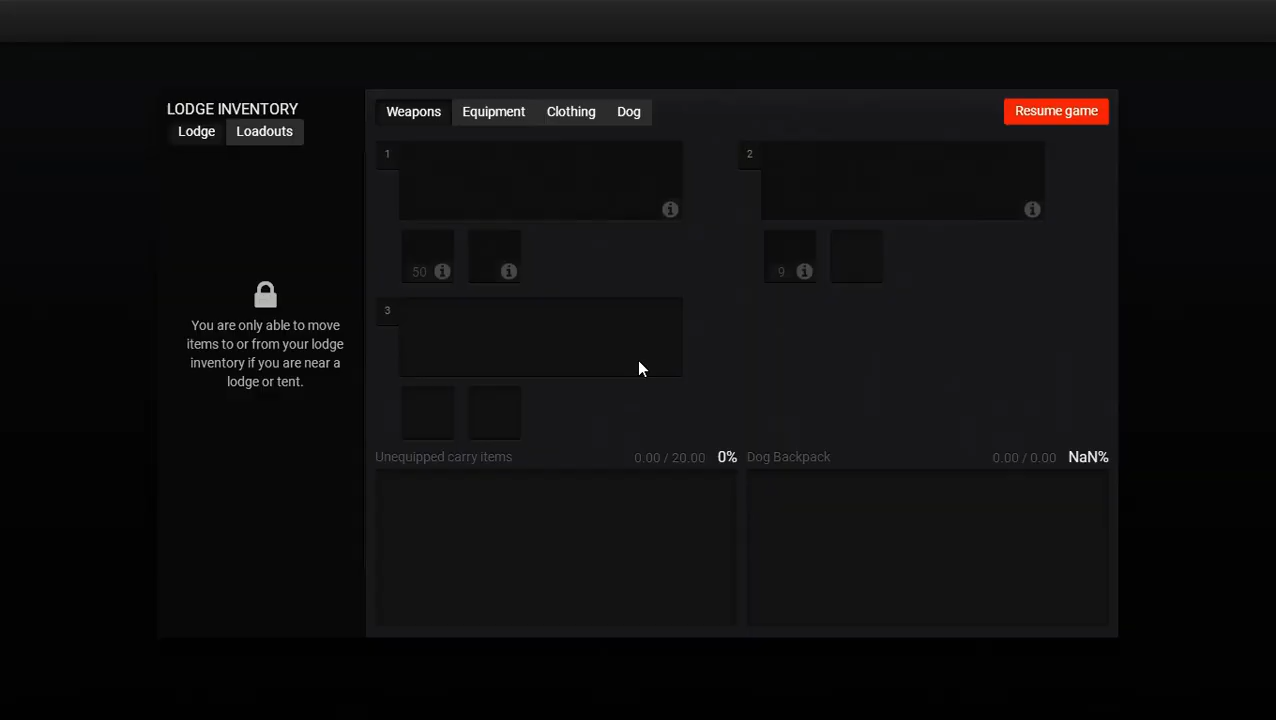 LODGE INVENTORY
Lodge Loadouts
You are only able to move
items to or from your lodge
inventory if you are near a
lodge or tent.
Weapons Equipment Clothing Dog Resume game
1 2
50 9
3
Unequipped carry items 0.00 / 20.00 0% Dog Backpack 0.00 / 0.00 NaN%